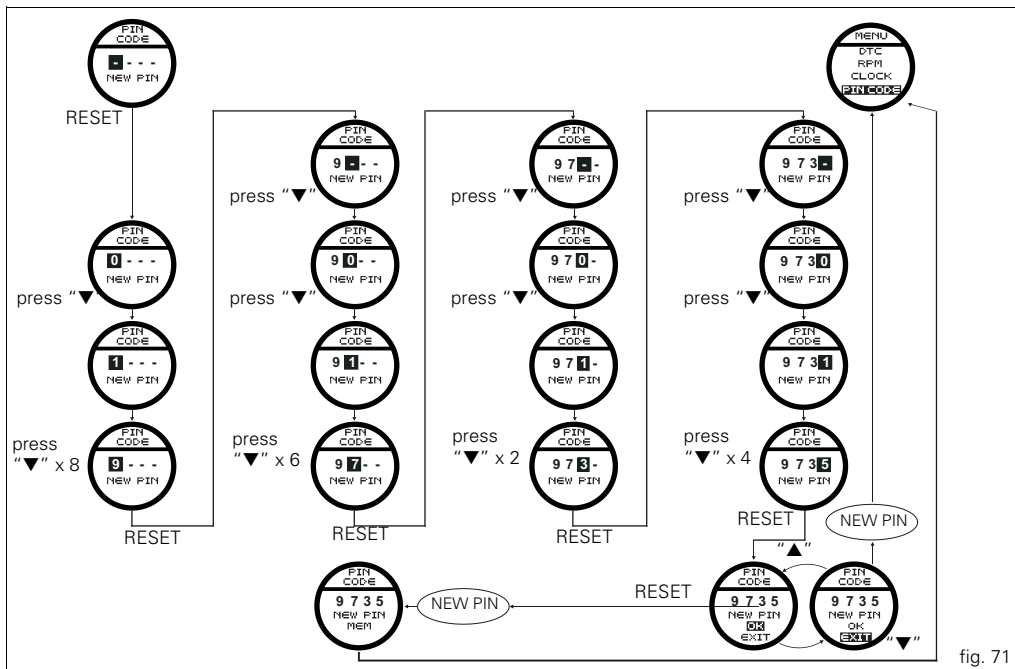 PIN
CODE
- - - -
NEW PIN
RESET
press "▼"
PIN
CODE
0 - - -
NEW PIN
PIN
CODE
1 - - -
NEW PIN
press
"▼" x 8
PIN
CODE
9 - - -
NEW PIN
RESET
PIN
CODE
9 - - -
NEW PIN
press "▼"
PIN
CODE
9 0 - -
NEW PIN
press "▼"
PIN
CODE
9 1 - -
NEW PIN
press
"▼" x 6
PIN
CODE
9 7 - -
NEW PIN
RESET
PIN
CODE
9 7 - -
NEW PIN
press "▼"
PIN
CODE
9 7 0 -
NEW PIN
press "▼"
PIN
CODE
9 7 1 -
NEW PIN
press
"▼" x 2
PIN
CODE
9 7 3 -
NEW PIN
RESET
PIN
CODE
9 7 3 -
NEW PIN
press "▼"
PIN
CODE
9 7 3 0
NEW PIN
press "▼"
PIN
CODE
9 7 3 1
NEW PIN
press
"▼" x 4
PIN
CODE
9 7 3 5
NEW PIN
RESET
"▲"
PIN
CODE
9 7 3 5
NEW PIN
OK
EXIT
PIN
CODE
9 7 3 5
NEW PIN
OK
EXIT
"▼"
RESET
NEW PIN
PIN
CODE
9 7 3 5
NEW PIN
MEM
NEW PIN
MENU
DTC
RPM
CLOCK
PIN CODE
fig. 71